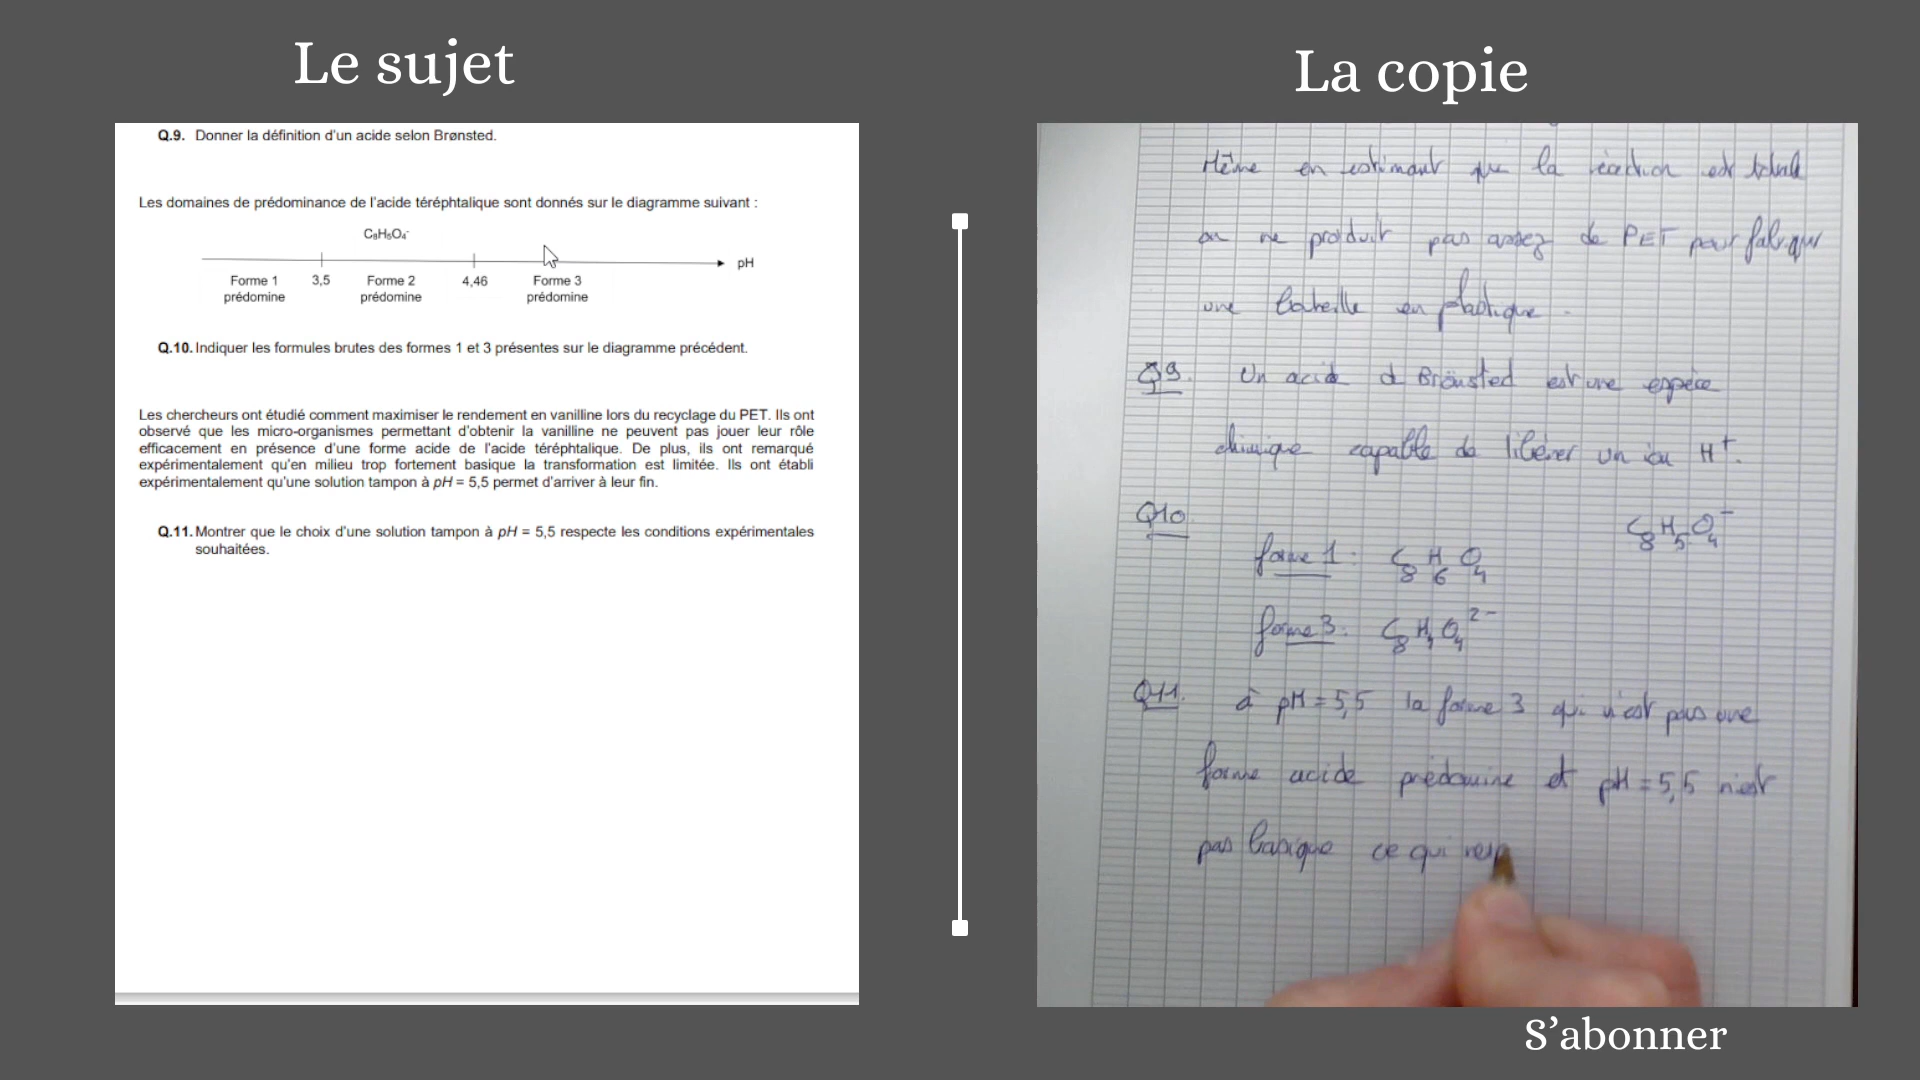 Le sujet
Q.9. Donner la définition d'un acide selon Brønsted.
Les domaines de prédominance de l'acide téréphtalique sont donnés sur le diagramme suivant :
C₈H₅O₄⁻
pH
Forme 1 3,5 Forme 2 4,46 Forme 3
prédomine prédomine prédomine
Q.10. Indiquer les formules brutes des formes 1 et 3 présentes sur le diagramme précédent.
Les chercheurs ont étudié comment maximiser le rendement en vanilline lors du recyclage du PET. Ils ont
observé que les micro-organismes permettant d'obtenir la vanilline ne peuvent pas jouer leur rôle
efficacement en présence d'une forme acide de l'acide téréphtalique. De plus, ils ont remarqué
expérimentalement qu'en milieu trop fortement basique la transformation est limitée. Ils ont établi
expérimentalement qu'une solution tampon à pH = 5,5 permet d'arriver à leur fin.
Q.11. Montrer que le choix d'une solution tampon à pH = 5,5 respecte les conditions expérimentales
souhaitées.
La copie
Même en estimant que la réaction est totale
on ne produit pas assez de PET pour fabriquer
une bouteille en plastique.
Q9. Un acide de Brönsted est une espèce
chimique capable de libérer un ion H⁺.
Q10 C₈H₅O₄⁻
forme 1 : C₈H₆O₄
forme 3 : C₈H₄O₄²⁻
Q11. à pH = 5,5 la forme 3 qui n'est pas une
forme acide prédomine et pH = 5,5 n'est
pas basique ce qui resp
S'abonner